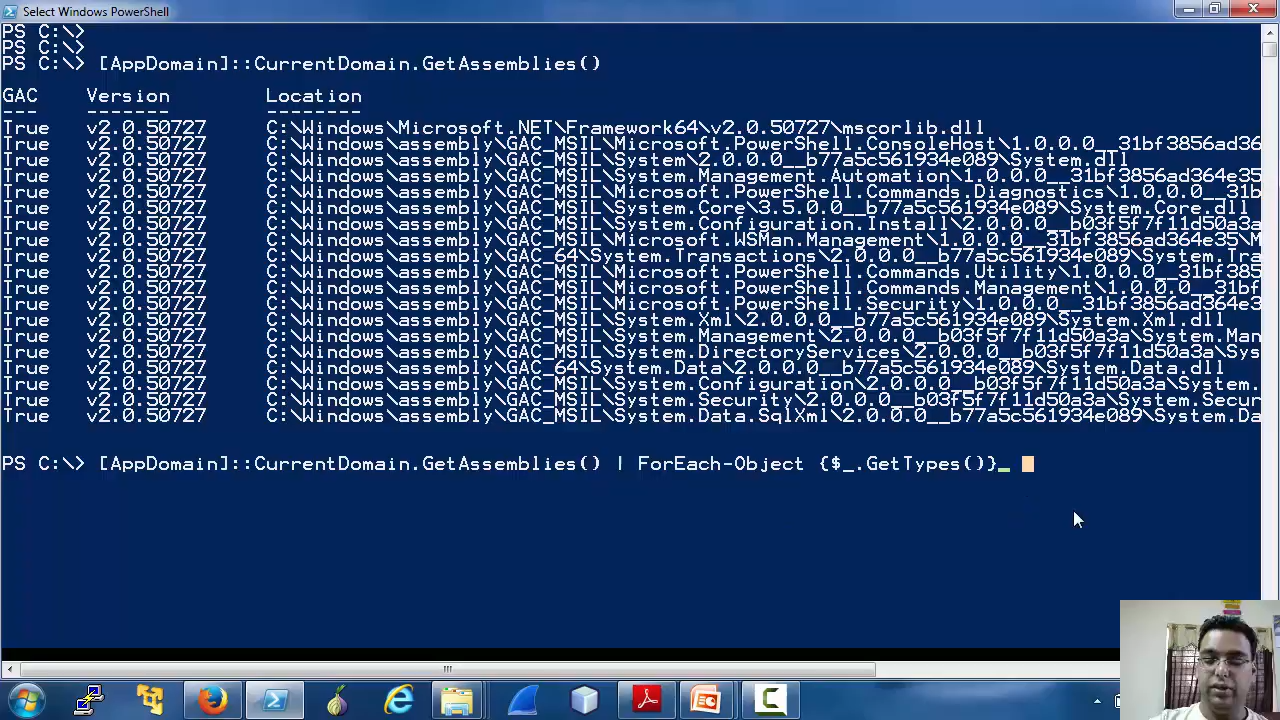 Select Windows PowerShell
PS C:\>
PS C:\>
PS C:\> [AppDomain]::CurrentDomain.GetAssemblies()
GAC Version Location
--- ------- --------
True v2.0.50727 C:\Windows\Microsoft.NET\Framework64\v2.0.50727\mscorlib.dll
True v2.0.50727 C:\Windows\assembly\GAC_MSIL\Microsoft.PowerShell.ConsoleHost\1.0.0.0__31bf3856ad36
True v2.0.50727 C:\Windows\assembly\GAC_MSIL\System\2.0.0.0__b77a5c561934e089\System.dll
True v2.0.50727 C:\Windows\assembly\GAC_MSIL\System.Management.Automation\1.0.0.0__31bf3856ad364e35
True v2.0.50727 C:\Windows\assembly\GAC_MSIL\Microsoft.PowerShell.Commands.Diagnostics\1.0.0.0__31b
True v2.0.50727 C:\Windows\assembly\GAC_MSIL\System.Core\3.5.0.0__b77a5c561934e089\System.Core.dll
True v2.0.50727 C:\Windows\assembly\GAC_MSIL\System.Configuration.Install\2.0.0.0__b03f5f7f11d50a3a
True v2.0.50727 C:\Windows\assembly\GAC_MSIL\Microsoft.WSMan.Management\1.0.0.0__31bf3856ad364e35\M
True v2.0.50727 C:\Windows\assembly\GAC_64\System.Transactions\2.0.0.0__b77a5c561934e089\System.Tra
True v2.0.50727 C:\Windows\assembly\GAC_MSIL\Microsoft.PowerShell.Commands.Utility\1.0.0.0__31bf385
True v2.0.50727 C:\Windows\assembly\GAC_MSIL\Microsoft.PowerShell.Commands.Management\1.0.0.0__31bf
True v2.0.50727 C:\Windows\assembly\GAC_MSIL\Microsoft.PowerShell.Security\1.0.0.0__31bf3856ad364e3
True v2.0.50727 C:\Windows\assembly\GAC_MSIL\System.Xml\2.0.0.0__b77a5c561934e089\System.Xml.dll
True v2.0.50727 C:\Windows\assembly\GAC_MSIL\System.Management\2.0.0.0__b03f5f7f11d50a3a\System.Man
True v2.0.50727 C:\Windows\assembly\GAC_MSIL\System.DirectoryServices\2.0.0.0__b03f5f7f11d50a3a\Sys
True v2.0.50727 C:\Windows\assembly\GAC_64\System.Data\2.0.0.0__b77a5c561934e089\System.Data.dll
True v2.0.50727 C:\Windows\assembly\GAC_MSIL\System.Configuration\2.0.0.0__b03f5f7f11d50a3a\System.
True v2.0.50727 C:\Windows\assembly\GAC_MSIL\System.Security\2.0.0.0__b03f5f7f11d50a3a\System.Secur
True v2.0.50727 C:\Windows\assembly\GAC_MSIL\System.Data.SqlXml\2.0.0.0__b77a5c561934e089\System.Da
PS C:\> [AppDomain]::CurrentDomain.GetAssemblies() | ForEach-Object {$_.GetTypes()}_